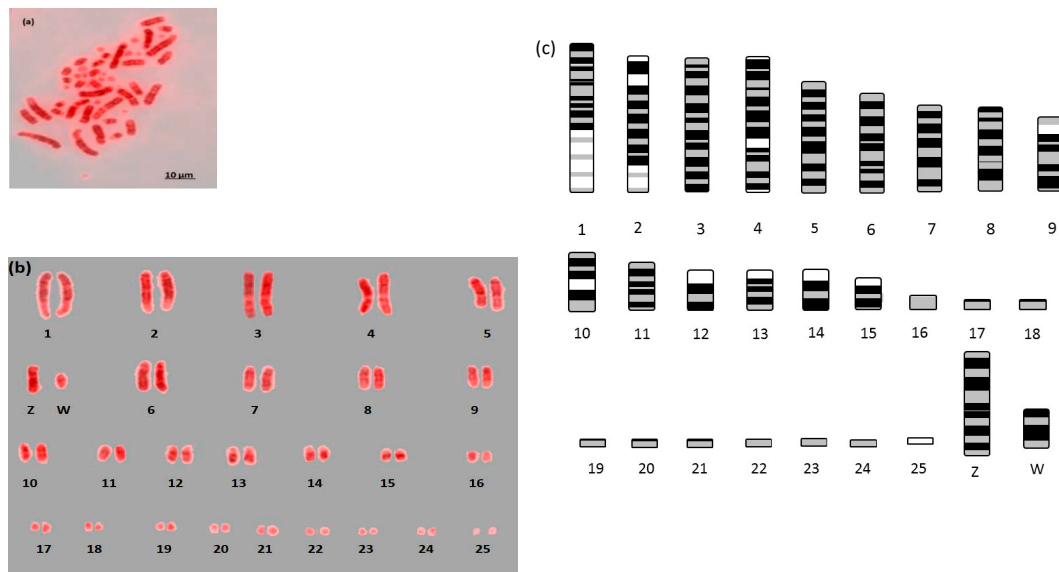 (a)
10 µm
(b)
1 2 3 4 5
Z W 6 7 8 9
10 11 12 13 14 15 16
17 18 19 20 21 22 23 24 25
(c)
1 2 3 4 5 6 7 8 9
10 11 12 13 14 15 16 17 18
19 20 21 22 23 24 25 Z W